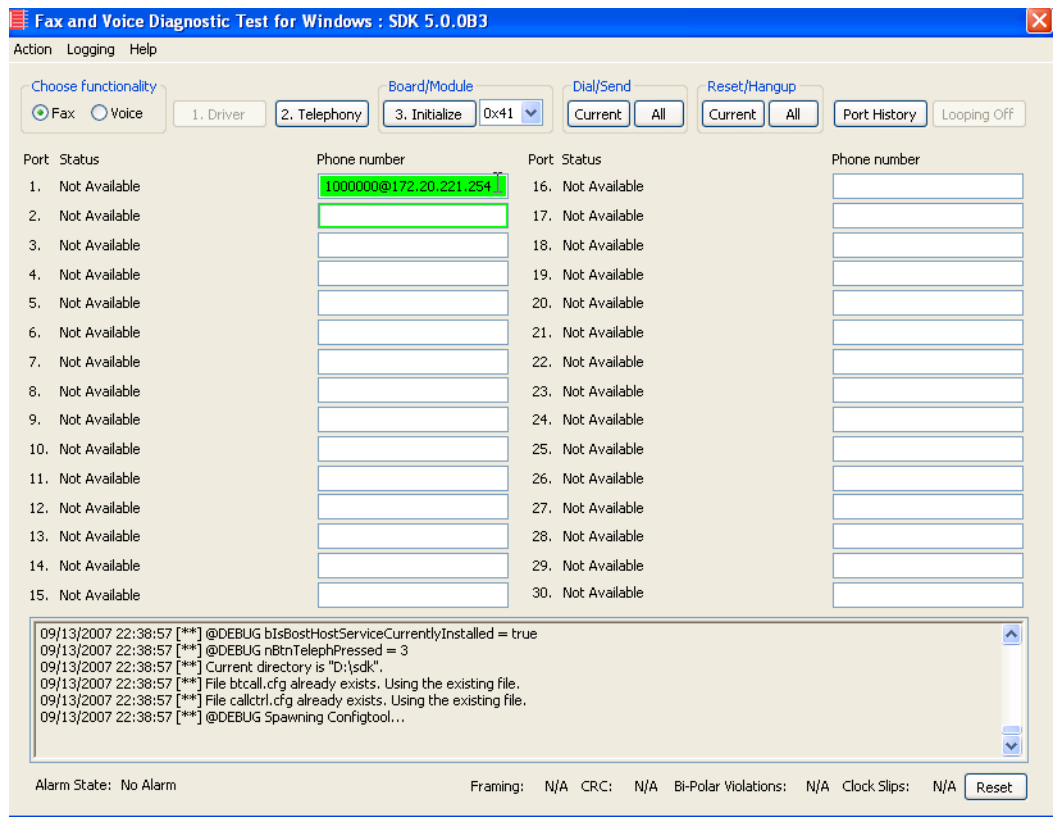 Fax and Voice Diagnostic Test for Windows : SDK 5.0.0B3
Action Logging Help
Choose functionality Board/Module Dial/Send Reset/Hangup
Fax Voice 1. Driver 2. Telephony 3. Initialize 0x41 Current All Current All Port History Looping Off
Port Status Phone number Port Status Phone number
1. Not Available 1000000@172.20.221.254 16. Not Available
2. Not Available 17. Not Available
3. Not Available 18. Not Available
4. Not Available 19. Not Available
5. Not Available 20. Not Available
6. Not Available 21. Not Available
7. Not Available 22. Not Available
8. Not Available 23. Not Available
9. Not Available 24. Not Available
10. Not Available 25. Not Available
11. Not Available 26. Not Available
12. Not Available 27. Not Available
13. Not Available 28. Not Available
14. Not Available 29. Not Available
15. Not Available 30. Not Available
09/13/2007 22:38:57 [**] @DEBUG bIsBostHostServiceCurrentlyInstalled = true
09/13/2007 22:38:57 [**] @DEBUG nBtnTelephPressed = 3
09/13/2007 22:38:57 [**] Current directory is "D:\sdk".
09/13/2007 22:38:57 [**] File btcall.cfg already exists. Using the existing file.
09/13/2007 22:38:57 [**] File callctrl.cfg already exists. Using the existing file.
09/13/2007 22:38:57 [**] @DEBUG Spawning Configtool...
Alarm State: No Alarm Framing: N/A CRC: N/A Bi-Polar Violations: N/A Clock Slips: N/A Reset